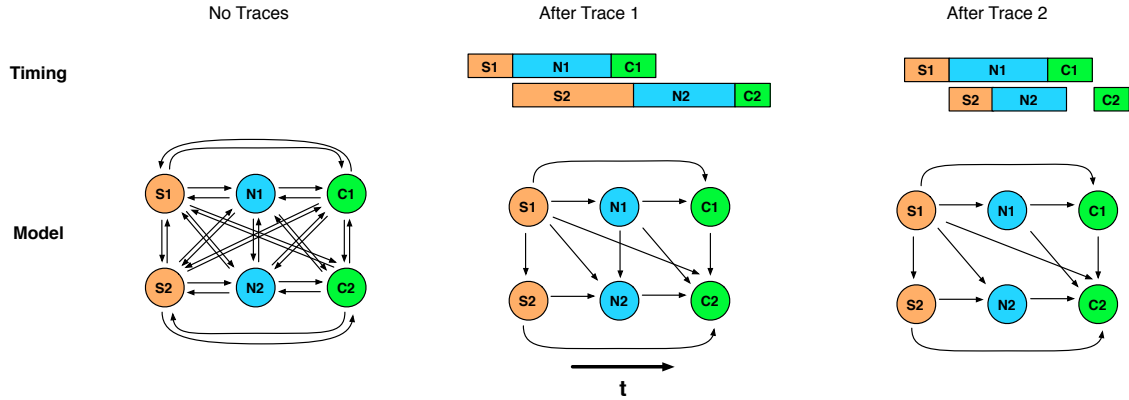 No Traces After Trace 1 After Trace 2
Timing
S1 N1 C1 S1 N1 C1
S2 N2 C2 S2 N2 C2
Model
S1 N1 C1 S1 N1 C1 S1 N1 C1
S2 N2 C2 S2 N2 C2 S2 N2 C2
t